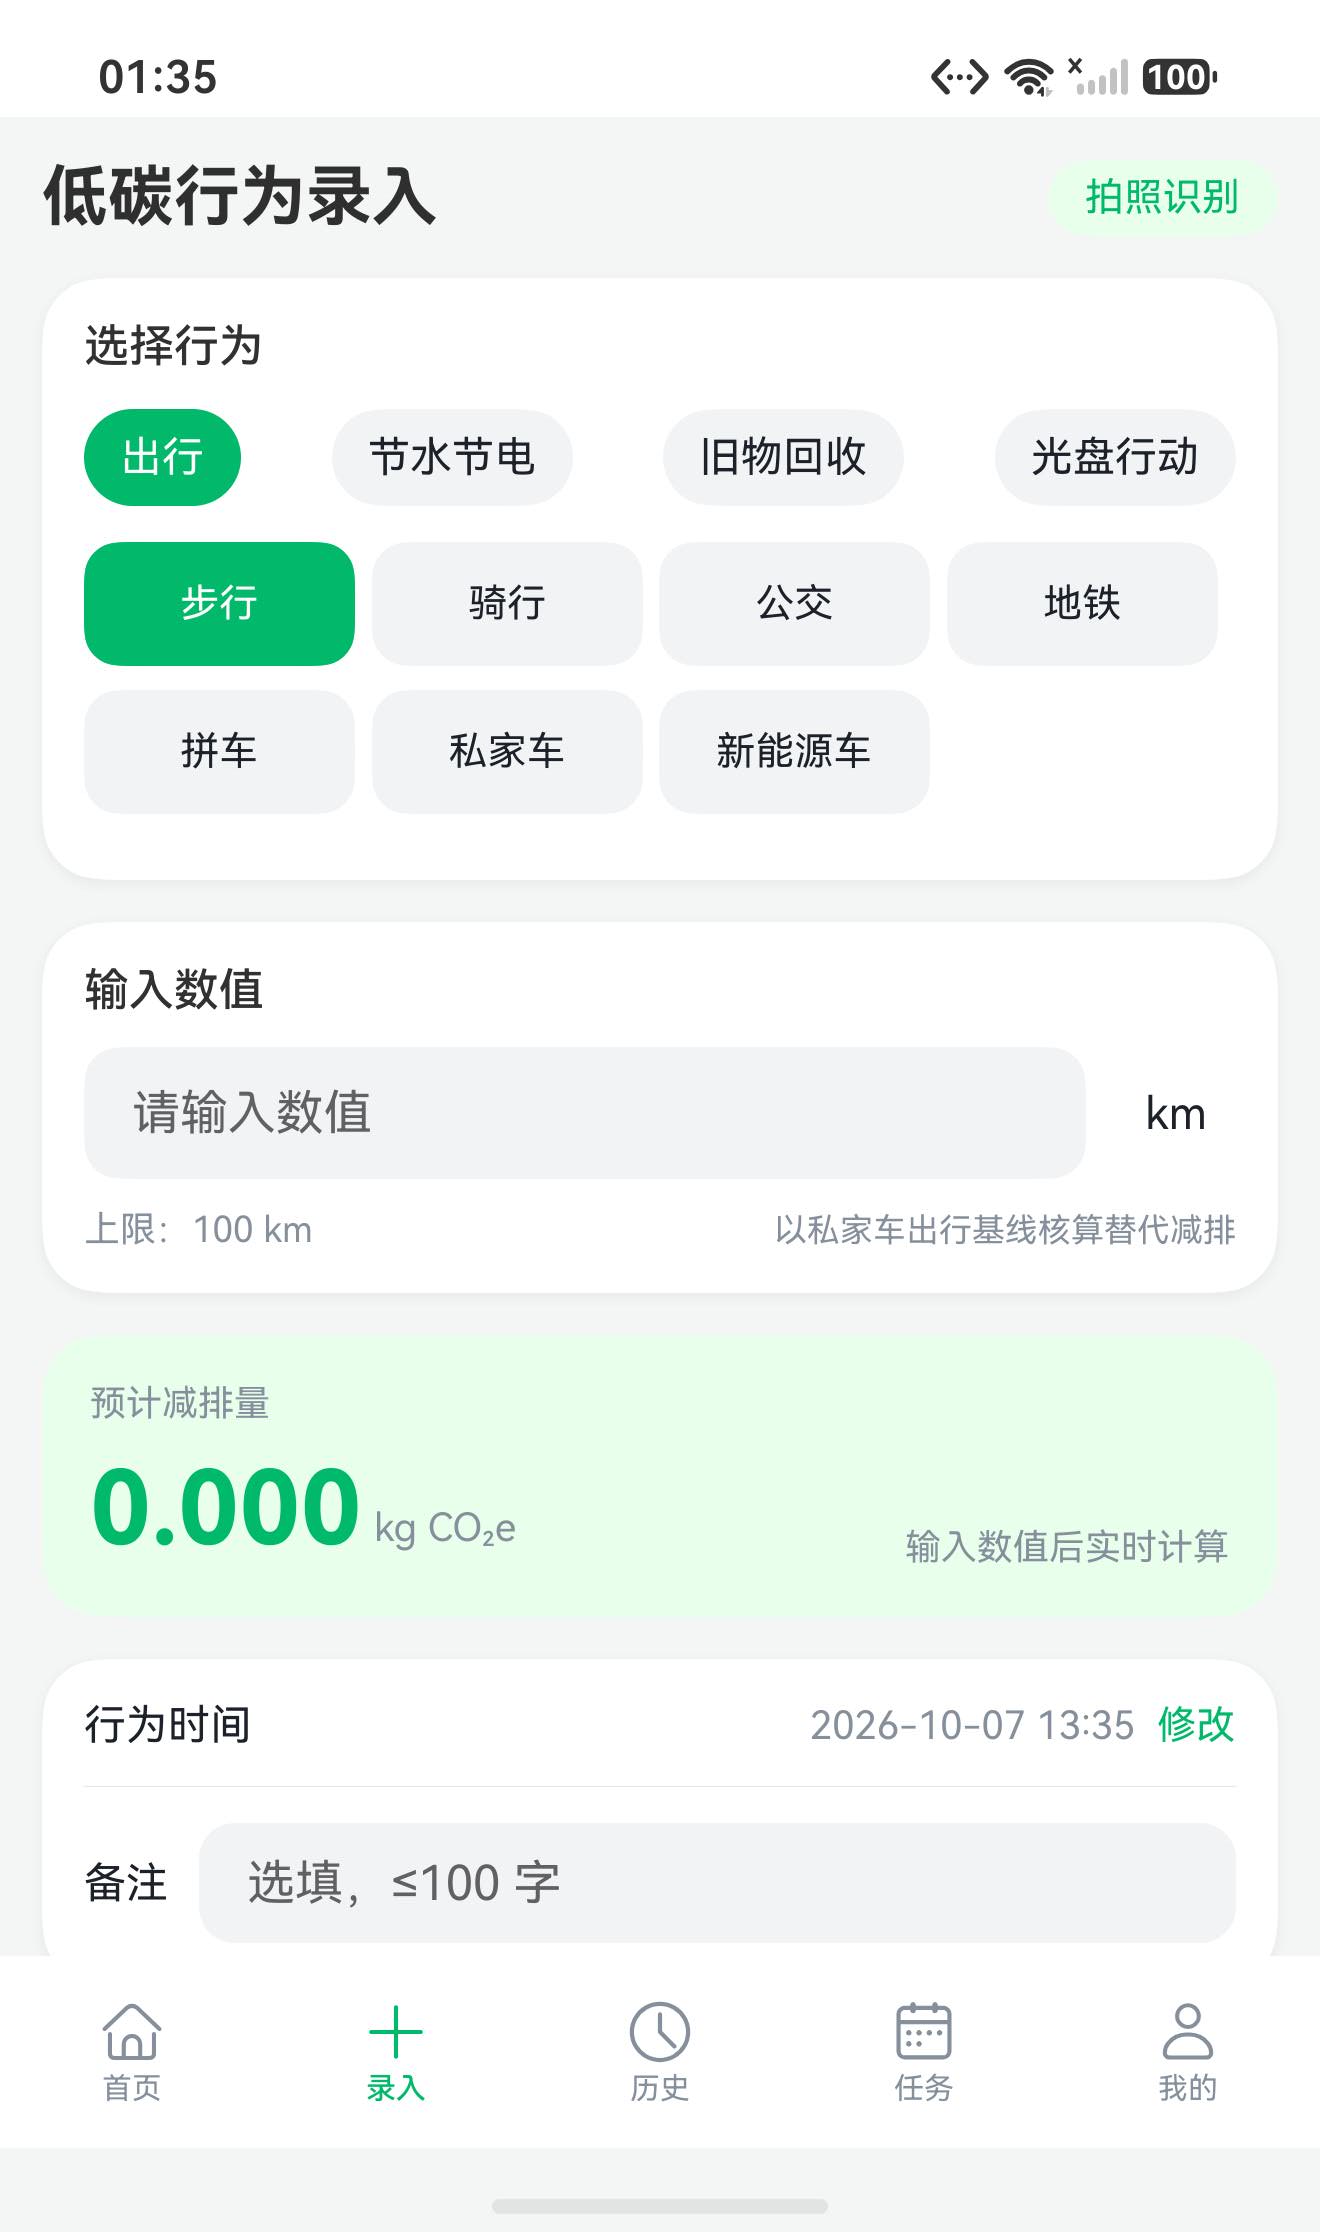 01:35
100
低碳行为录入
拍照识别
选择行为
出行 节水节电 旧物回收 光盘行动
步行 骑行 公交 地铁
拼车 私家车 新能源车
输入数值
请输入数值 km
上限：100 km 以私家车出行基线核算替代减排
预计减排量
0.000 kg CO₂e
输入数值后实时计算
行为时间 2026-10-07 13:35 修改
备注 选填，≤100 字
首页 录入 历史 任务 我的